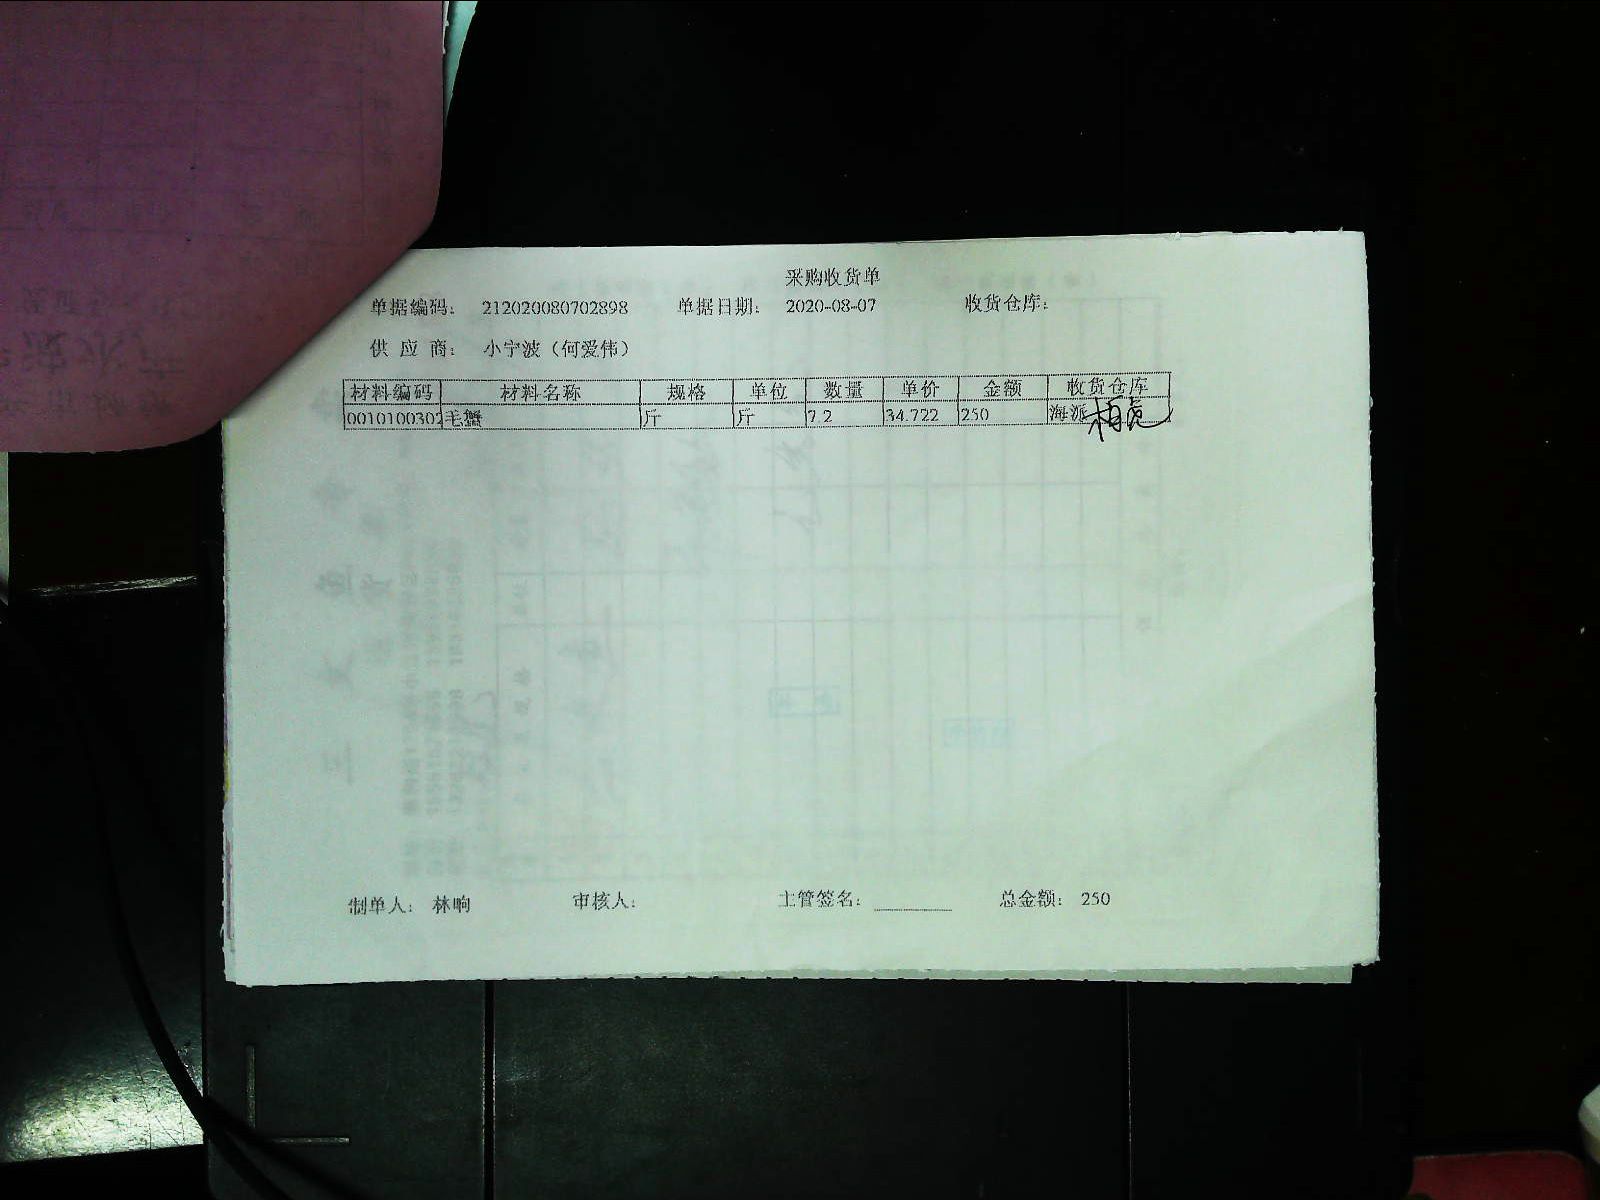 采购收货单
单据编码： 212020080702898 单据日期： 2020-08-07 收货仓库：
供 应 商： 小宁波（何爱伟）
材料编码 材料名称 规格 单位 数量 单价 金额 收货仓库
0010100302 毛蟹 斤 斤 7.2 34.722 250 海派
制单人： 林响 审核人： 主管签名： 总金额： 250